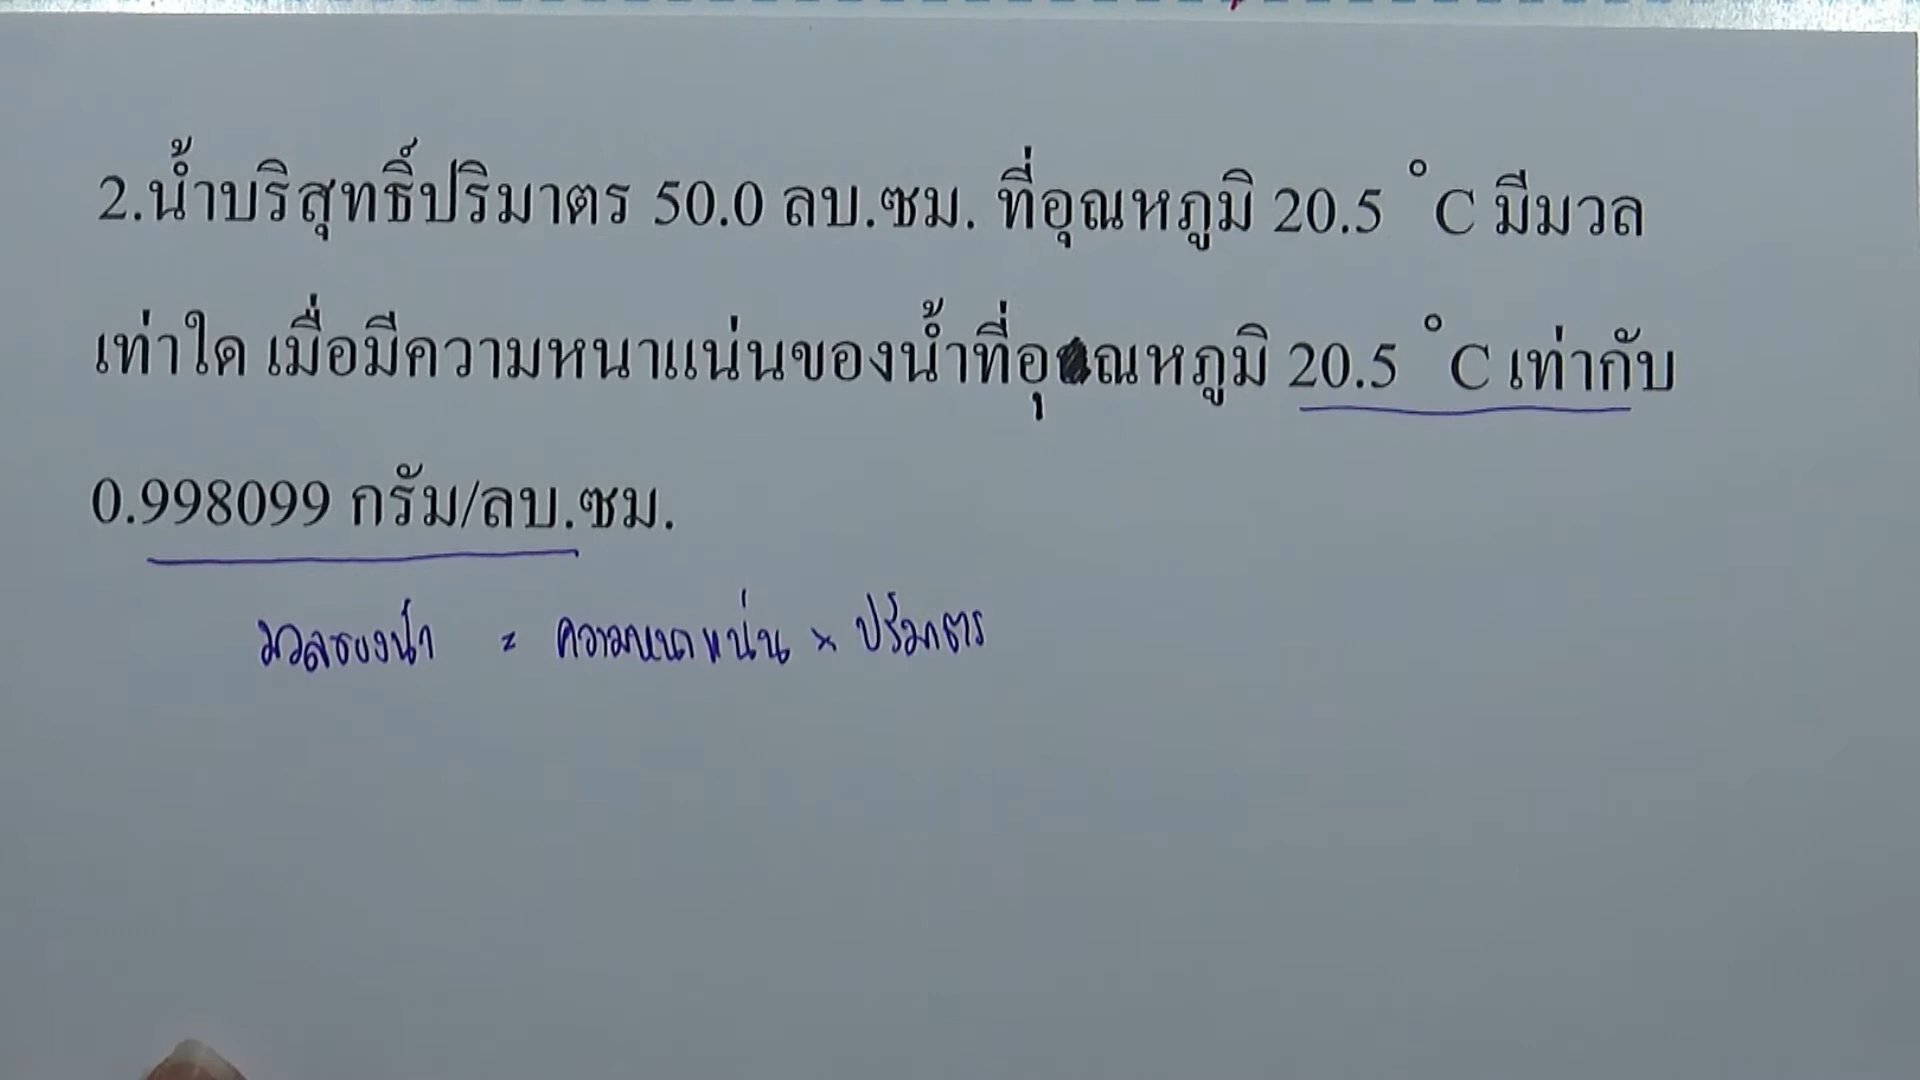 2.น้ำบริสุทธิ์ปริมาตร 50.0 ลบ.ซม. ที่อุณหภูมิ 20.5 °C มีมวล
เท่าใด เมื่อมีความหนาแน่นของน้ำที่อุณหภูมิ 20.5 °C เท่ากับ
0.998099 กรัม/ลบ.ซม.
มวลของน้ำ = ความหนาแน่น × ปริมาตร